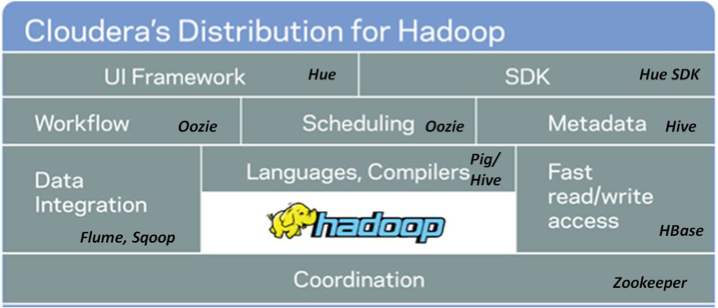 Cloudera's Distribution for Hadoop
UI Framework Hue
SDK Hue SDK
Workflow Oozie
Scheduling Oozie
Metadata Hive
Data
Integration
Flume, Sqoop
Languages, Compilers Pig/
Hive
hadoop
Fast
read/write
access
HBase
Coordination Zookeeper